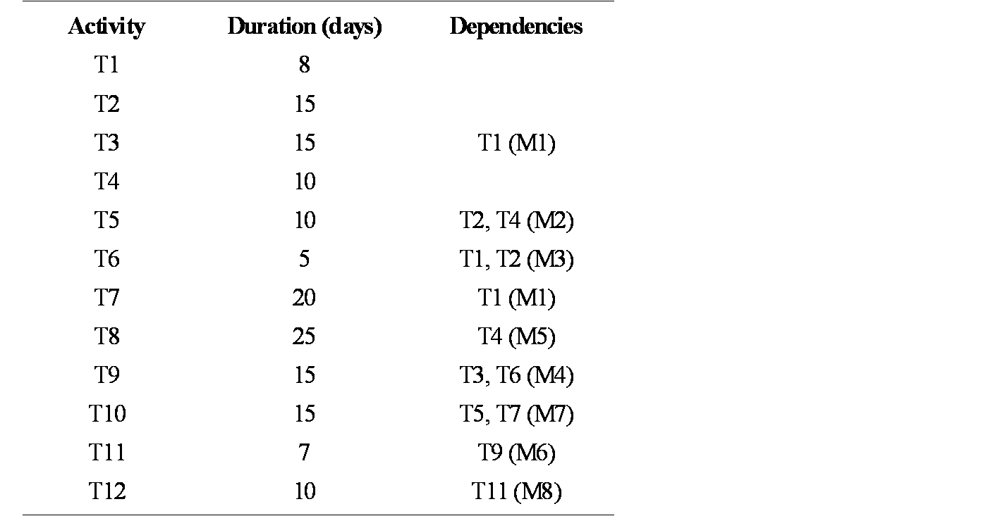 Activity Duration (days) Dependencies
T1 8
T2 15
T3 15 T1 (M1)
T4 10
T5 10 T2, T4 (M2)
T6 5 T1, T2 (M3)
T7 20 T1 (M1)
T8 25 T4 (M5)
T9 15 T3, T6 (M4)
T10 15 T5, T7 (M7)
T11 7 T9 (M6)
T12 10 T11 (M8)